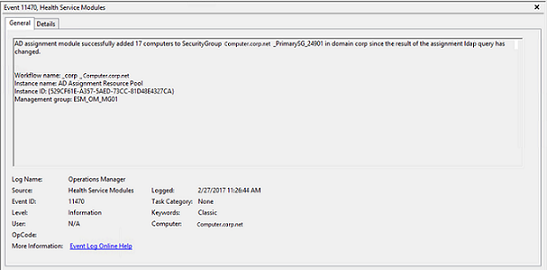 Event 11470, Health Service Modules
General Details
AD assignment module successfully added 17 computers to SecurityGroup Computer.corp.net _PrimarySG_24901 in domain corp since the result of the assignment ldap query has
changed.
Workflow name: _corp _ Computer.corp.net
Instance name: AD Assignment Resource Pool
Instance ID: {529CF61E-A357-5AED-73CC-81D48E4327CA}
Management group: ESM_OM_MG01
Log Name: Operations Manager
Source: Health Service Modules Logged: 2/27/2017 11:26:44 AM
Event ID: 11470 Task Category: None
Level: Information Keywords: Classic
User: N/A Computer: Computer.corp.net
OpCode:
More Information: Event Log Online Help